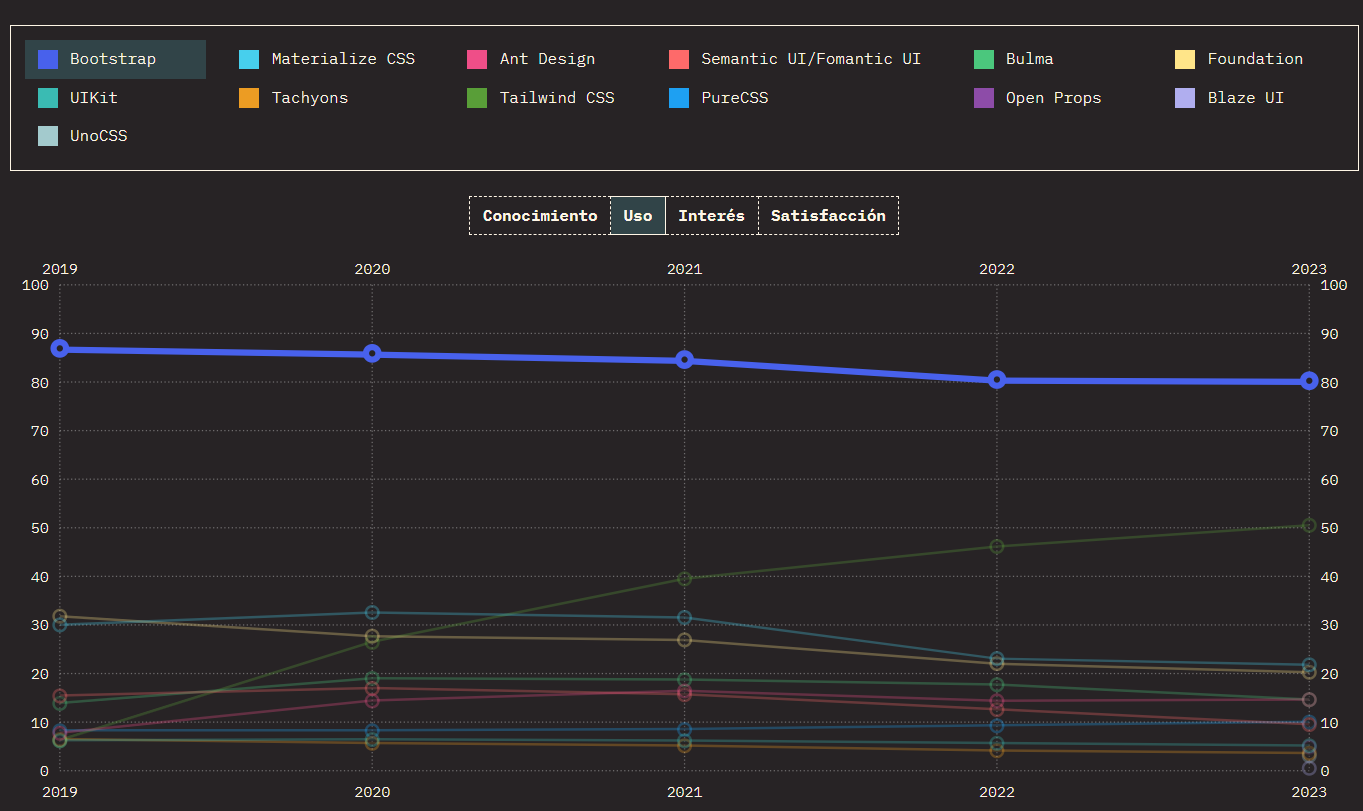 Bootstrap Materialize CSS Ant Design Semantic UI/Fomantic UI Bulma Foundation
UIKit Tachyons Tailwind CSS PureCSS Open Props Blaze UI
UnoCSS
Conocimiento Uso Interés Satisfacción
2019 2020 2021 2022 2023
100 100
90 90
80 80
70 70
60 60
50 50
40 40
30 30
20 20
10 10
0 0
2019 2020 2021 2022 2023